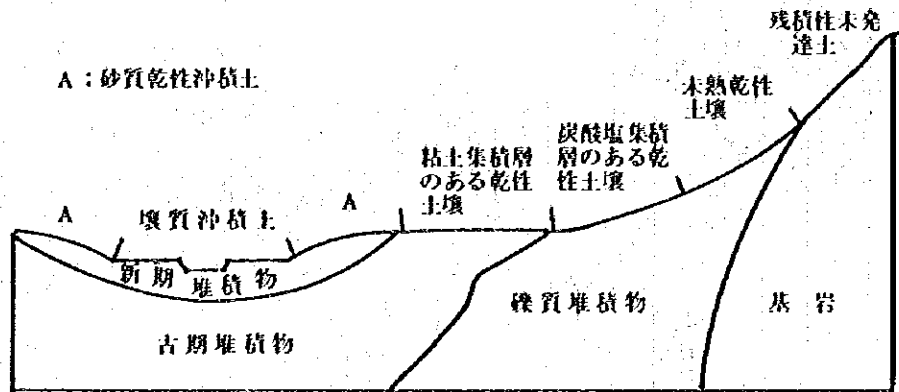 残積性未発
達土
A：砂質乾性沖積土
未熟乾性
土壌
炭酸塩集積
層のある乾
性土壌
粘土集積層
のある乾性
土壌
A
壌質沖積土
A
新期堆積物
礫質堆積物
基岩
古期堆積物